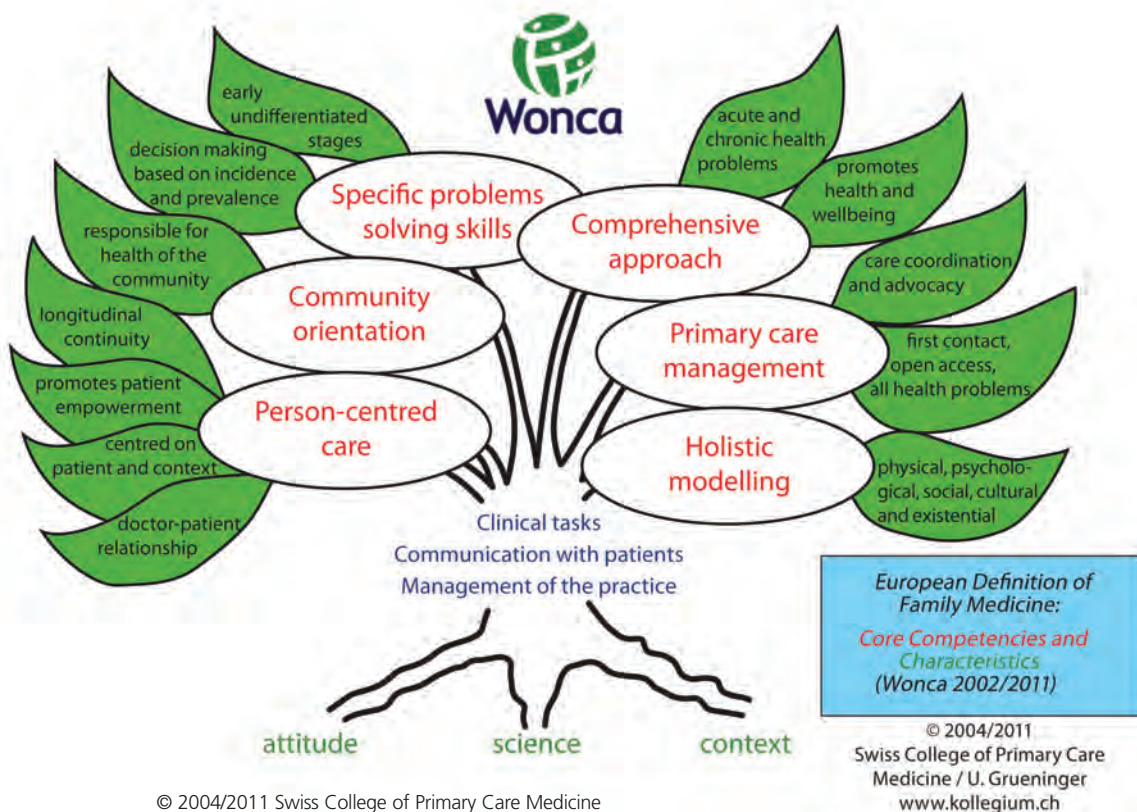 Wonca
early
undifferentiated
stages
decision making
based on incidence
and prevalence
responsible for
health of the
community
longitudinal
continuity
promotes patient
empowerment
centred on
patient and context
doctor-patient
relationship
Specific problems
solving skills
Community
orientation
Person-centred
care
Comprehensive
approach
Primary care
management
Holistic
modelling
acute and
chronic health
problems
promotes
health and
wellbeing
care coordination
and advocacy
first contact,
open access,
all health problems
physical, psycholo-
gical, social, cultural
and existential
Clinical tasks
Communication with patients
Management of the practice
attitude
science
context
European Definition of
Family Medicine:
Core Competencies and
Characteristics
(Wonca 2002/2011)
© 2004/2011
Swiss College of Primary Care
Medicine / U. Grueninger
www.kollegium.ch
© 2004/2011 Swiss College of Primary Care Medicine